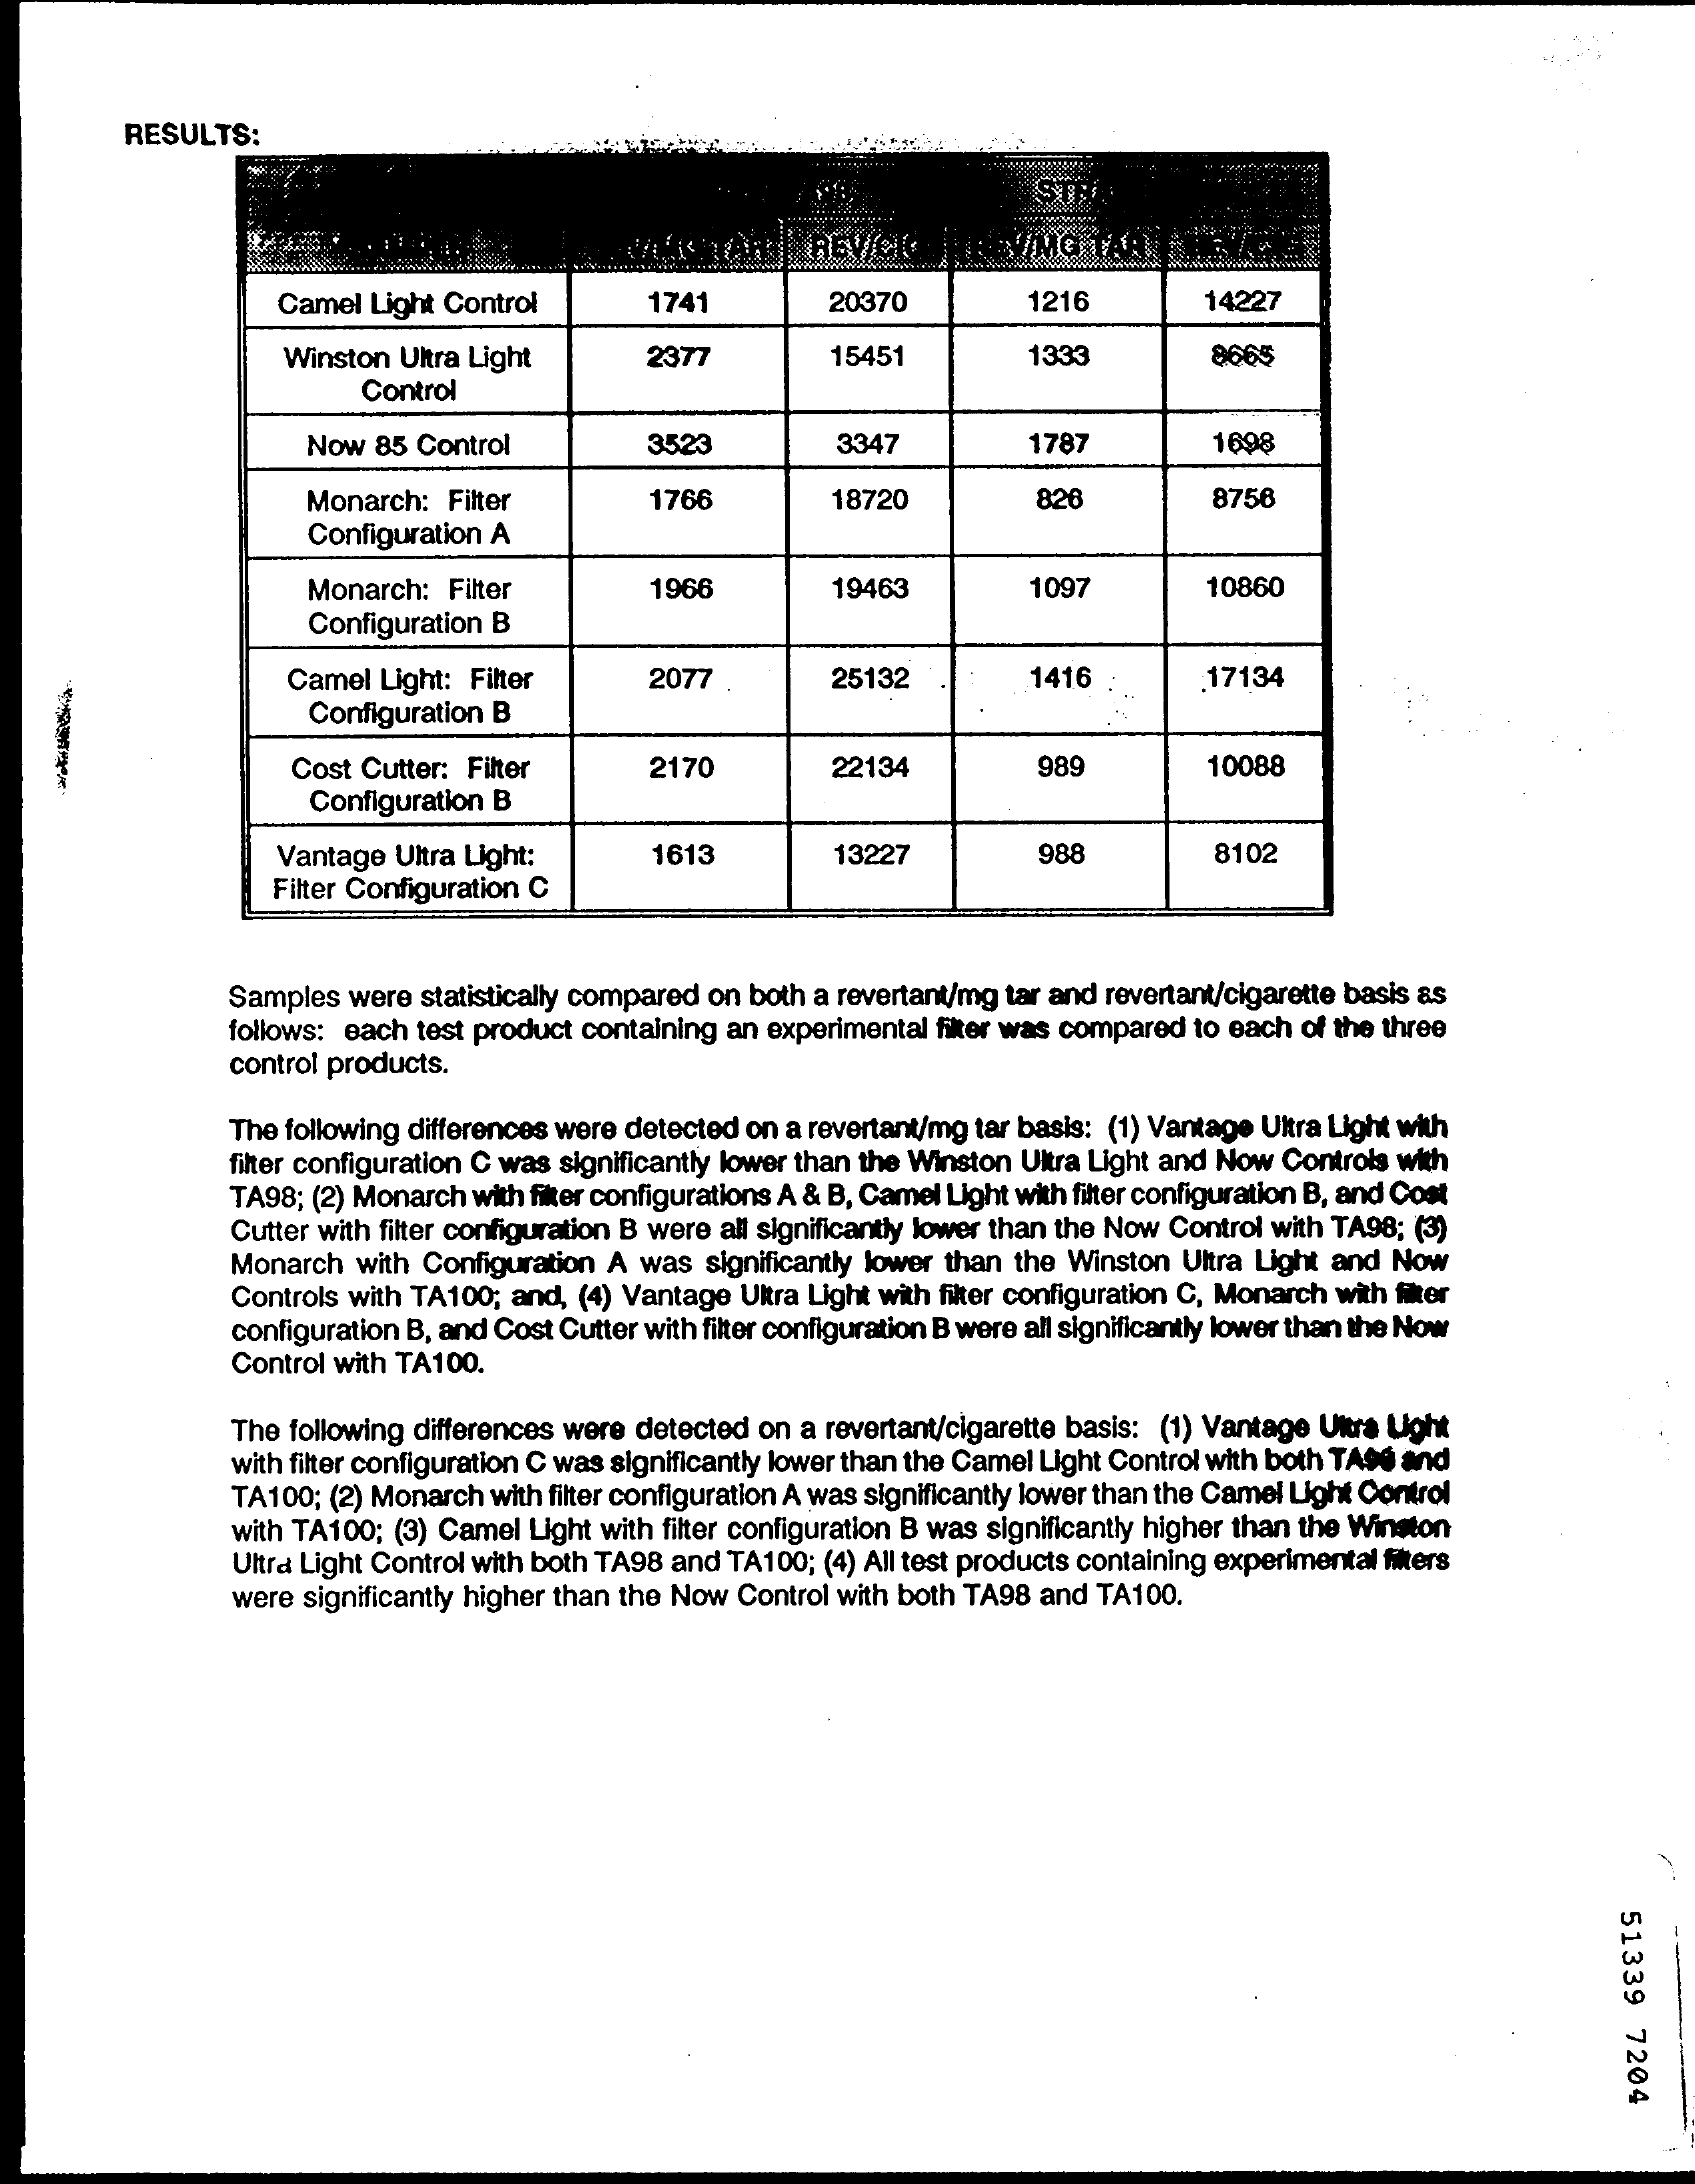 RESULTS:
REV/CIG REV/MG TAR
Camel Light Control 1741 20370 1216 14227
Winston Ultra Light 2377 15451 1333 8665
Control
Now 85 Control 3523 3347 1787 1698
Monarch: Filter 1766 18720 826 8756
Configuration A
Monarch: Filter 1966 19463 1097 10860
Configuration B
Camel Light: Filter 2077 25132 1416 17134
Configuration B
Cost Cutter: Filter 2170 22134 989 10088
Configuration B
Vantage Ultra Light: 1613 13227 988 8102
Filter Configuration C
Samples were statistically compared on both a revertant/mg tar and revertant/cigarette basis as
follows: each test product containing an experimental filter was compared to each of the three
control products.
The following differences were detected on a revertant/mg tar basis: (1) Vantage Ultra Light with
filter configuration C was significantly lower than the Winston Ultra Light and Now Controls with
TA98; (2) Monarch with filter configurations A & B, Camel Light with filter configuration B, and Cost
Cutter with filter configuration B were all significantly lower than the Now Control with TA98; (3)
Monarch with Configuration A was significantly lower than the Winston Ultra Light and Now
Controls with TA100; and, (4) Vantage Ultra Light with filter configuration C, Monarch with filter
configuration B, and Cost Cutter with filter configuration B were all significantly lower than the Now
Control with TA100.
The following differences were detected on a revertant/cigarette basis: (1) Vantage Ultra Light
with filter configuration C was significantly lower than the Camel Light Control with both TA98 and
TA100; (2) Monarch with filter configuration A was significantly lower than the Camel Light Control
with TA100; (3) Camel Light with filter configuration B was significantly higher than the Winston
Ultra Light Control with both TA98 and TA100; (4) All test products containing experimental filters
were significantly higher than the Now Control with both TA98 and TA100.
51339 7204